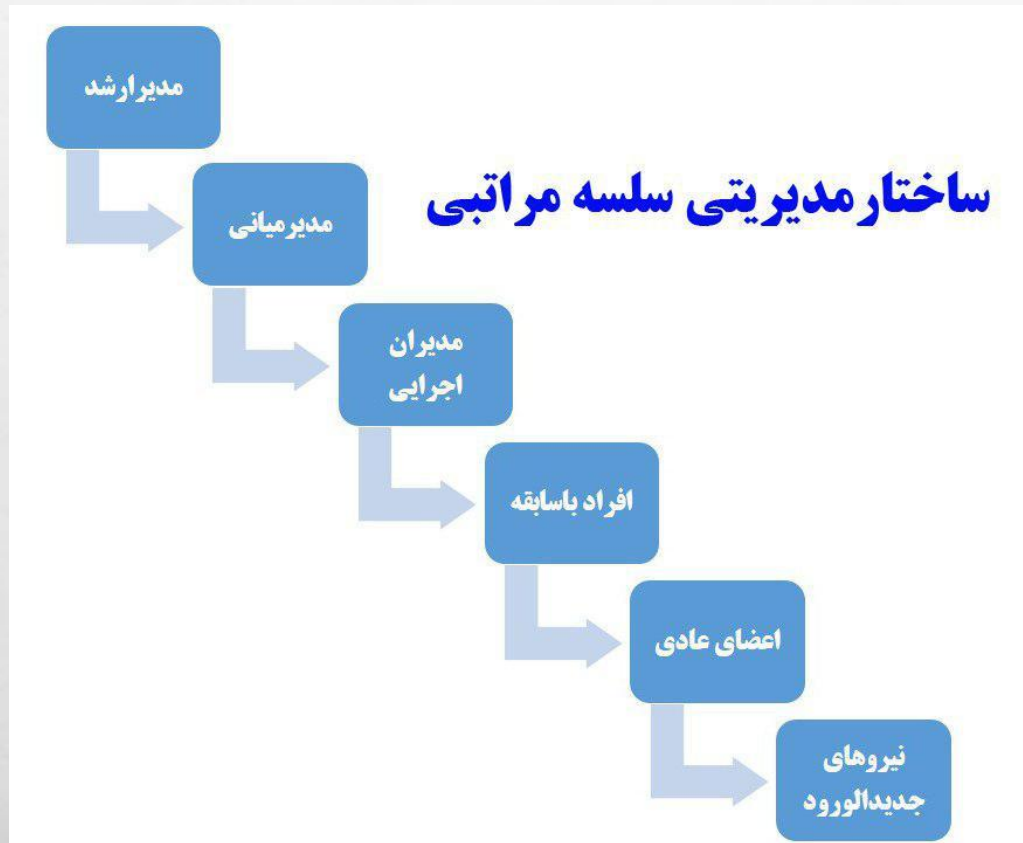 مدیرارشد
ساختارمدیریتی سلسه مراتبی
مدیرمیانی
مدیران
اجرایی
افراد باسابقه
اعضای عادی
نیروهای
جدیدالورود